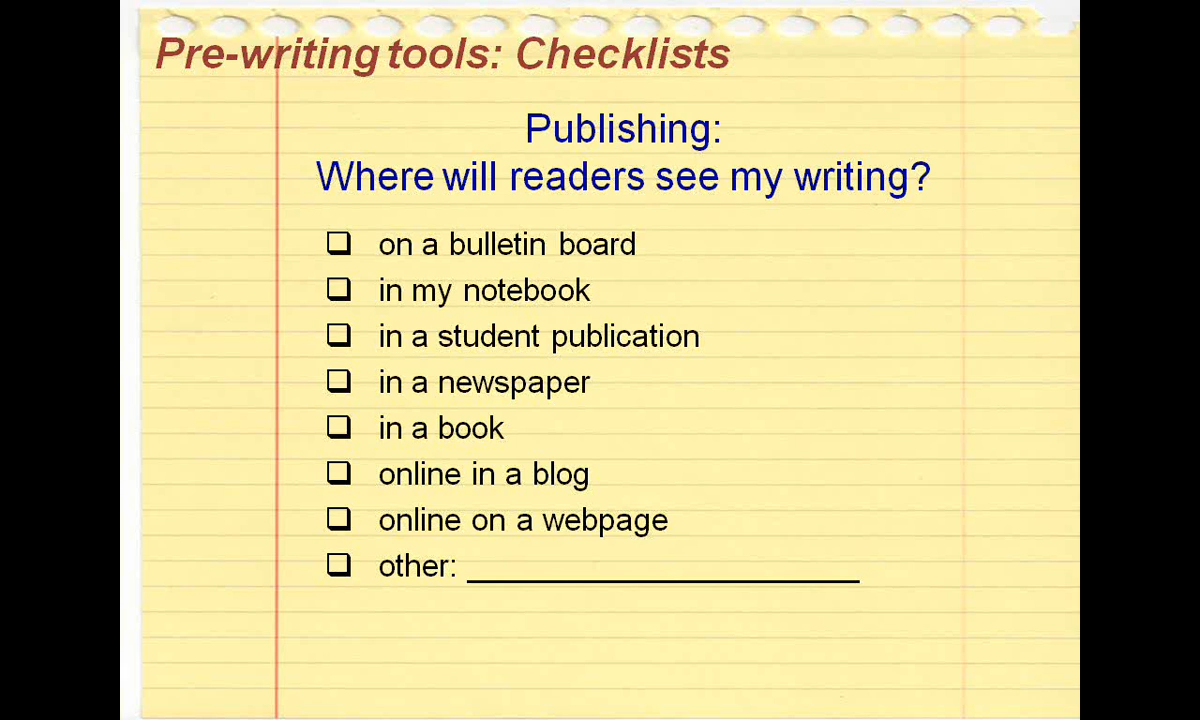 Pre-writing tools: Checklists
Publishing:
Where will readers see my writing?
❑ on a bulletin board
❑ in my notebook
❑ in a student publication
❑ in a newspaper
❑ in a book
❑ online in a blog
❑ online on a webpage
❑ other: ______________________